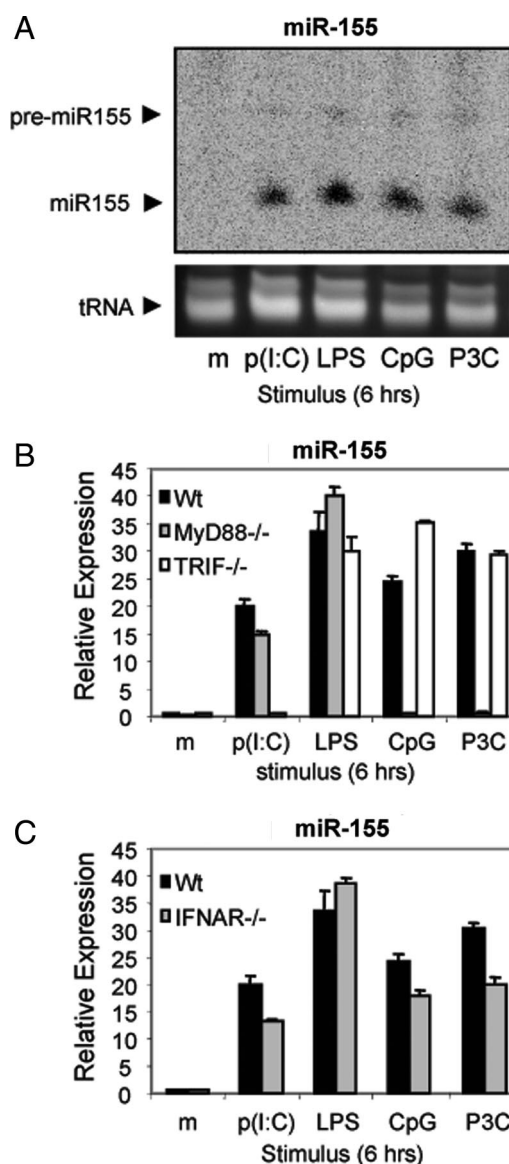 A
miR-155
pre-miR155
miR155
tRNA
m p(I:C) LPS CpG P3C
Stimulus (6 hrs)
B
miR-155
45
40
35
30
25
20
15
10
5
0
Relative Expression
Wt
MyD88-/-
TRIF-/-
m p(I:C) LPS CpG P3C
stimulus (6 hrs)
C
miR-155
45
40
35
30
25
20
15
10
5
0
Relative Expression
Wt
IFNAR-/-
m p(I:C) LPS CpG P3C
Stimulus (6 hrs)